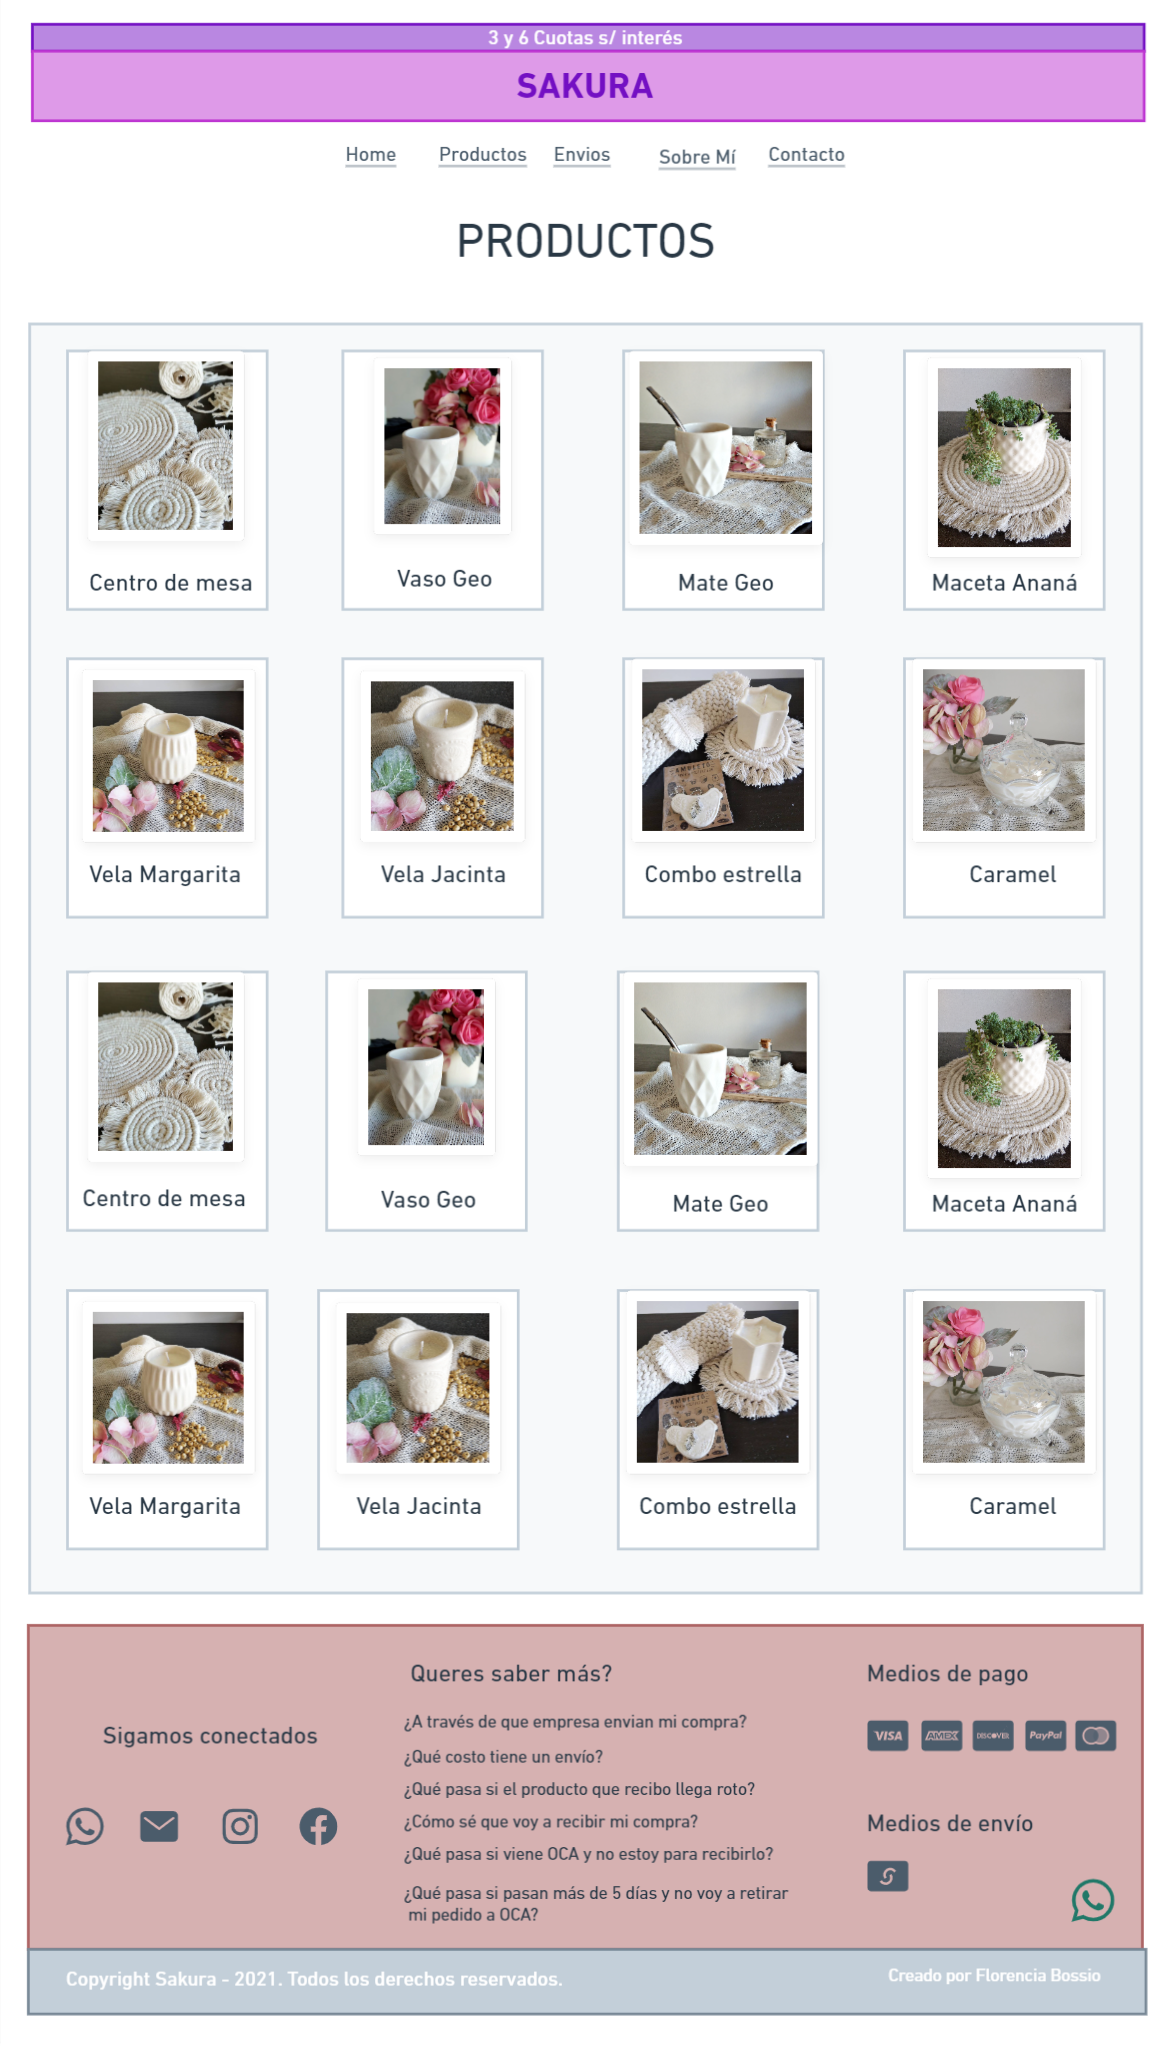 3 y 6 Cuotas s/ interés
SAKURA
Home Productos Envios Sobre Mí Contacto
PRODUCTOS
Centro de mesa
Vaso Geo
Mate Geo
Maceta Ananá
Vela Margarita
Vela Jacinta
Combo estrella
Caramel
Centro de mesa
Vaso Geo
Mate Geo
Maceta Ananá
Vela Margarita
Vela Jacinta
Combo estrella
Caramel
Sigamos conectados
Queres saber más?
¿A través de que empresa envian mi compra?
¿Qué costo tiene un envío?
¿Qué pasa si el producto que recibo llega roto?
¿Cómo sé que voy a recibir mi compra?
¿Qué pasa si viene OCA y no estoy para recibirlo?
¿Qué pasa si pasan más de 5 días y no voy a retirar
mi pedido a OCA?
Medios de pago
VISA AMEX DISCOVER PayPal
Medios de envío
Copyright Sakura - 2021. Todos los derechos reservados.
Creado por Florencia Bossio